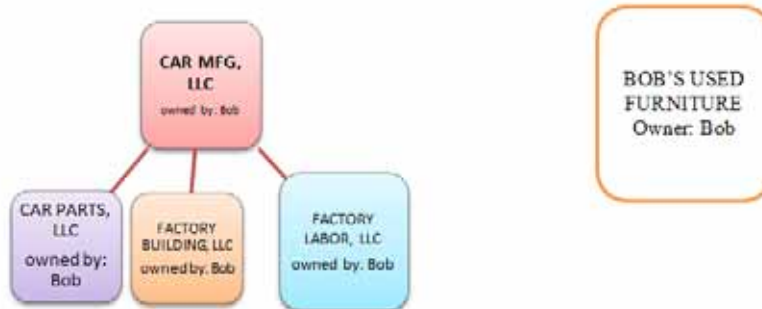 CAR MFG,
LLC
owned by: Bob
BOB'S USED
FURNITURE
Owner: Bob
CAR PARTS,
LLC
owned by:
Bob
FACTORY
BUILDING, LLC
owned by: Bob
FACTORY
LABOR, LLC
owned by: Bob